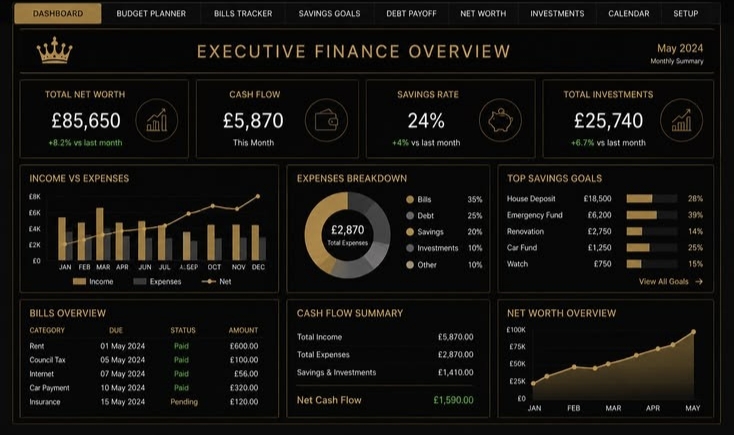 DASHBOARD BUDGET PLANNER BILLS TRACKER SAVINGS GOALS DEBT PAYOFF NET WORTH INVESTMENTS CALENDAR SETUP
EXECUTIVE FINANCE OVERVIEW
May 2024
Monthly Summary
TOTAL NET WORTH
£85,650
+8.2% vs last month
CASH FLOW
£5,870
This Month
SAVINGS RATE
24%
+4% vs last month
TOTAL INVESTMENTS
£25,740
+6.7% vs last month
INCOME VS EXPENSES
£8K
£6K
£4K
£2K
£0
JAN FEB MAR APR JUN JUL SEP OCT NOV DEC
Income Expenses Net
EXPENSES BREAKDOWN
£2,870
Total Expenses
Bills 35%
Debt 25%
Savings 20%
Investments 10%
Other 10%
TOP SAVINGS GOALS
House Deposit £18,500 28%
Emergency Fund £6,200 39%
Renovation £2,750 14%
Car Fund £1,250 25%
Watch £750 15%
View All Goals →
BILLS OVERVIEW
CATEGORY DUE STATUS AMOUNT
Rent 01 May 2024 Paid £600.00
Council Tax 05 May 2024 Paid £100.00
Internet 07 May 2024 Paid £56.00
Car Payment 10 May 2024 Paid £320.00
Insurance 15 May 2024 Pending £120.00
CASH FLOW SUMMARY
Total Income £5,870.00
Total Expenses £2,870.00
Savings & Investments £1,410.00
Net Cash Flow £1,590.00
NET WORTH OVERVIEW
£100K
£75K
£50K
£25K
£0
JAN FEB MAR APR MAY